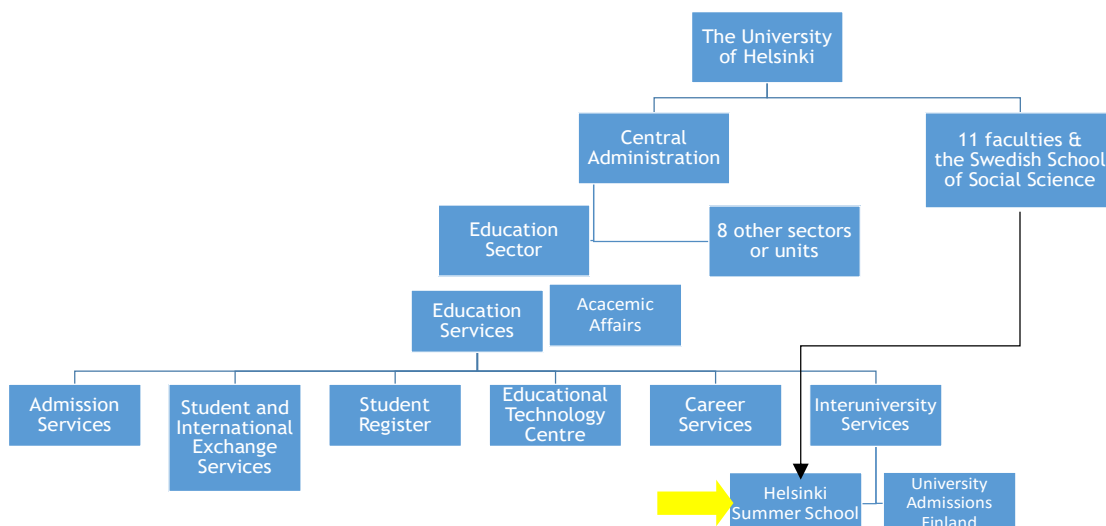 The University
of Helsinki
Central
Administration
11 faculties &
the Swedish School
of Social Science
Education
Sector
8 other sectors
or units
Education
Services
Acacemic
Affairs
Admission
Services
Student and
International
Exchange
Services
Student
Register
Educational
Technology
Centre
Career
Services
Interuniversity
Services
Helsinki
Summer School
University
Admissions
Finland